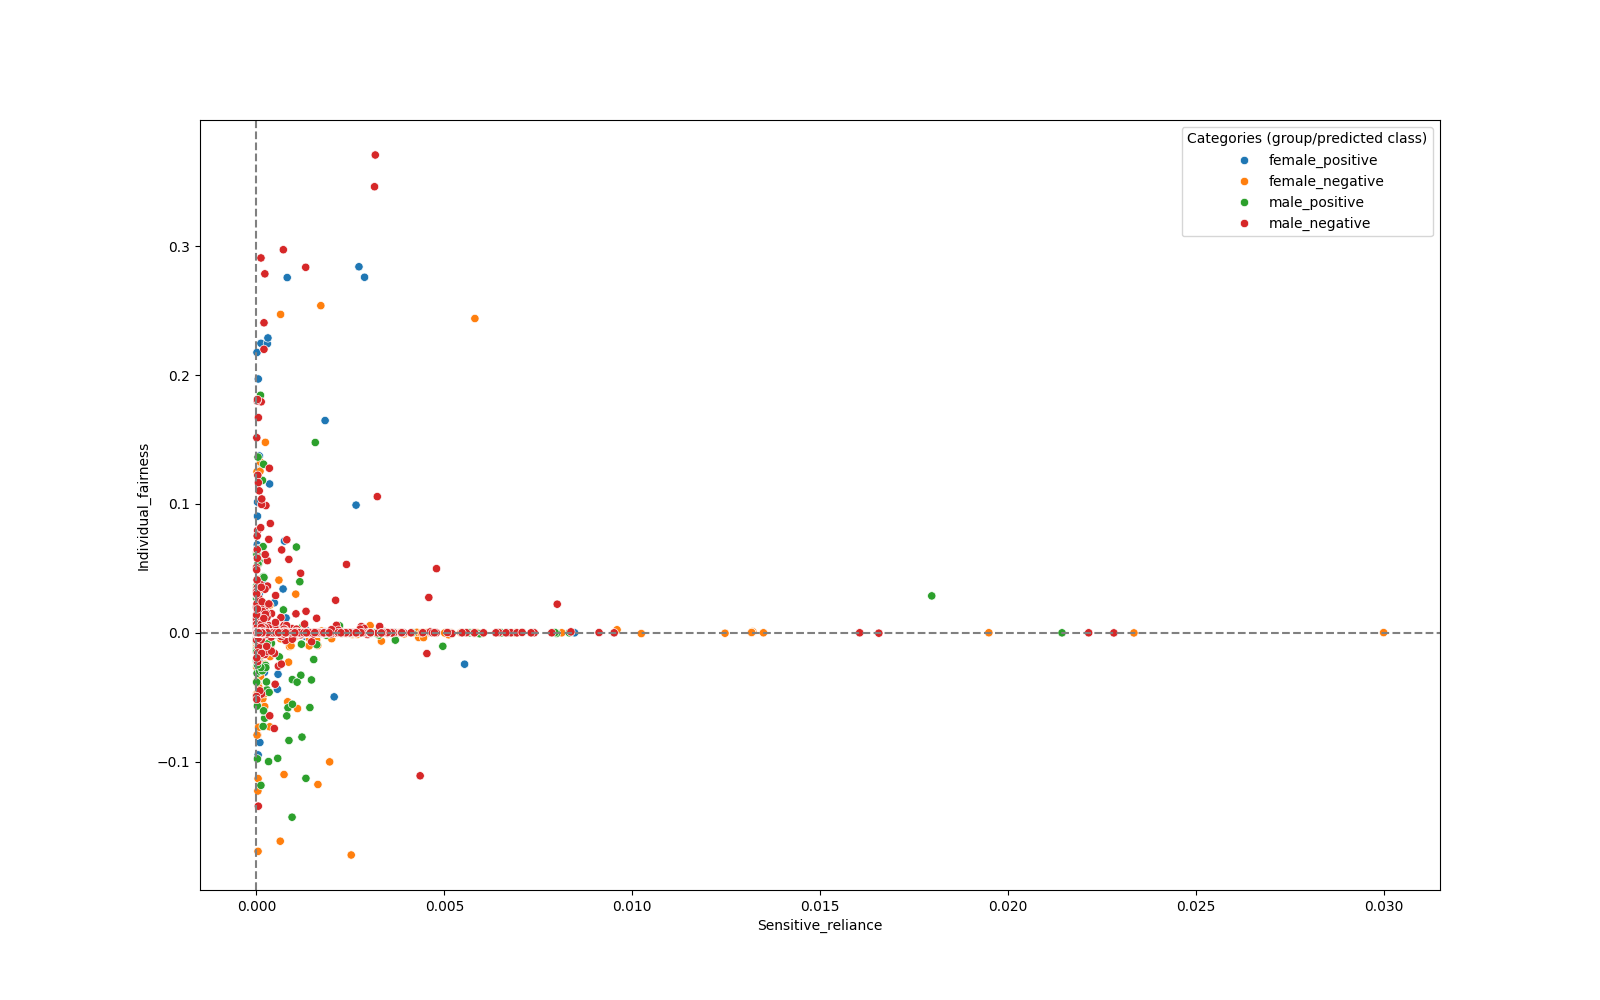 Categories (group/predicted class)
female_positive
female_negative
male_positive
male_negative
0.3
0.2
0.1
0.0
−0.1
Individual_fairness
0.000 0.005 0.010 0.015 0.020 0.025 0.030
Sensitive_reliance